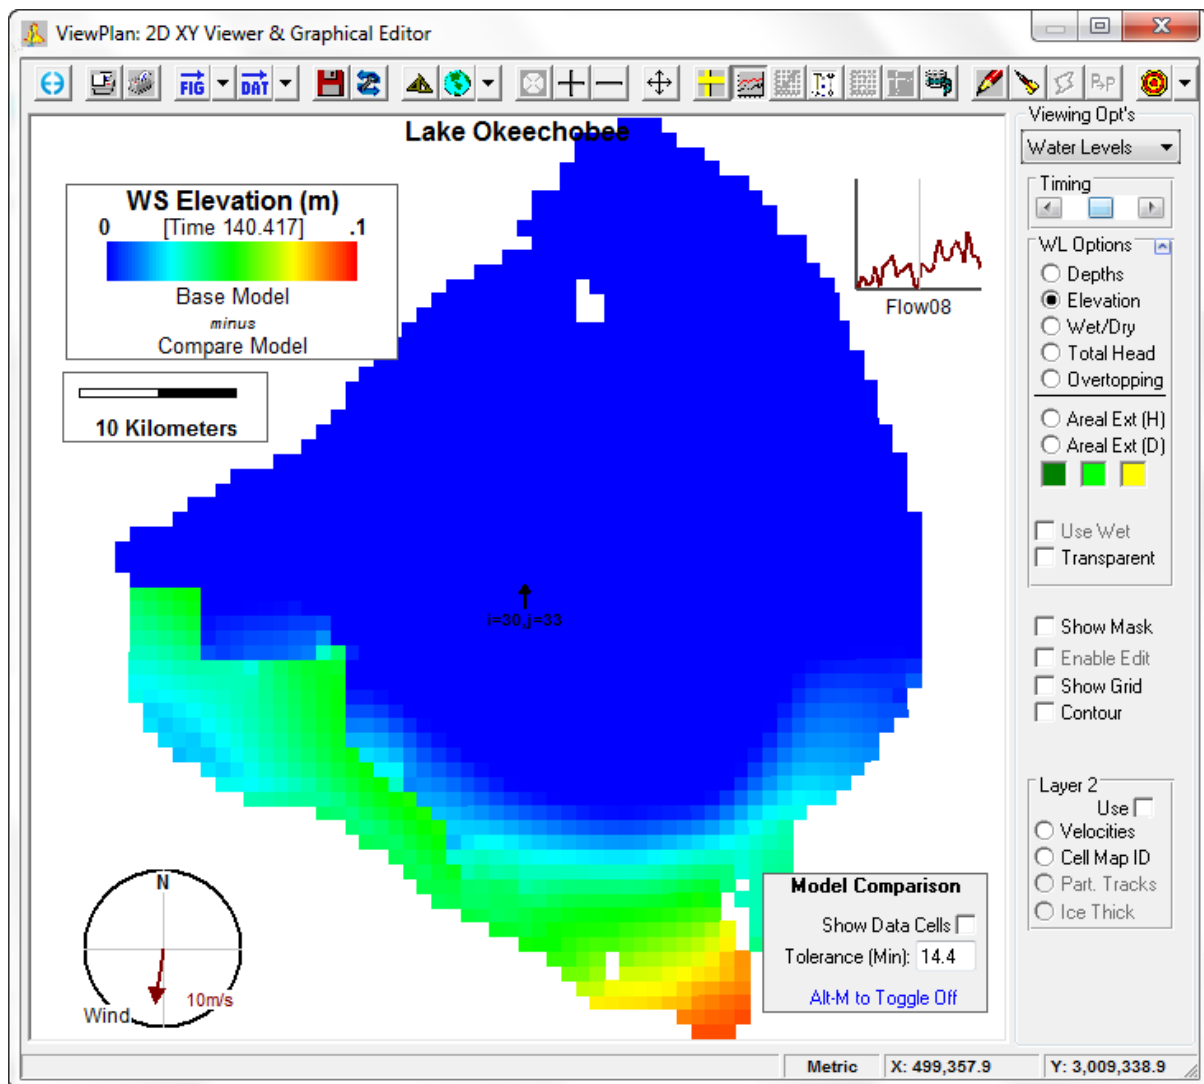 ViewPlan: 2D XY Viewer & Graphical Editor
FIG
DAT
P»P
Viewing Opt's
Water Levels
Timing
WL Options
Depths
Elevation
Wet/Dry
Total Head
Overtopping
Areal Ext (H)
Areal Ext (D)
Use Wet
Transparent
Show Mask
Enable Edit
Show Grid
Contour
Layer 2
Use
Velocities
Cell Map ID
Part. Tracks
Ice Thick
Lake Okeechobee
WS Elevation (m)
0 [Time 140.417] .1
Base Model
minus
Compare Model
10 Kilometers
Flow08
i=30,j=33
N
10m/s
Wind
Model Comparison
Show Data Cells
Tolerance (Min): 14.4
Alt-M to Toggle Off
Metric X: 499,357.9 Y: 3,009,338.9